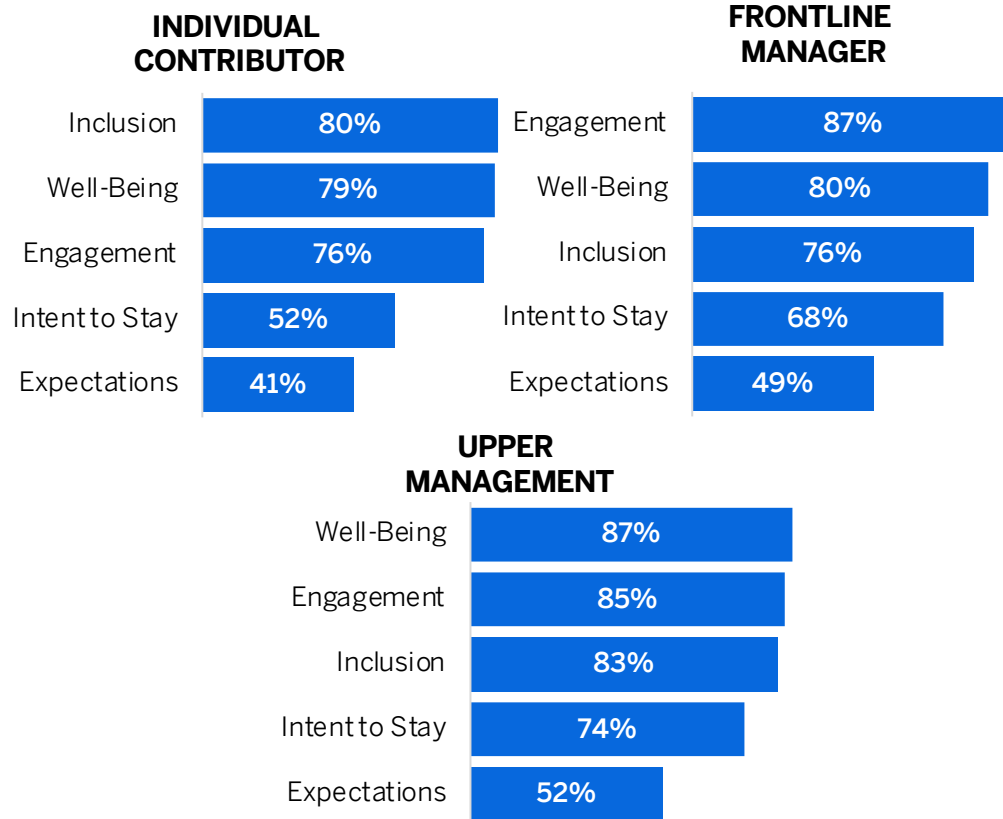 INDIVIDUAL
CONTRIBUTOR
Inclusion 80%
Well-Being 79%
Engagement 76%
Intent to Stay 52%
Expectations 41%
FRONTLINE
MANAGER
Engagement 87%
Well-Being 80%
Inclusion 76%
Intent to Stay 68%
Expectations 49%
UPPER
MANAGEMENT
Well-Being 87%
Engagement 85%
Inclusion 83%
Intent to Stay 74%
Expectations 52%